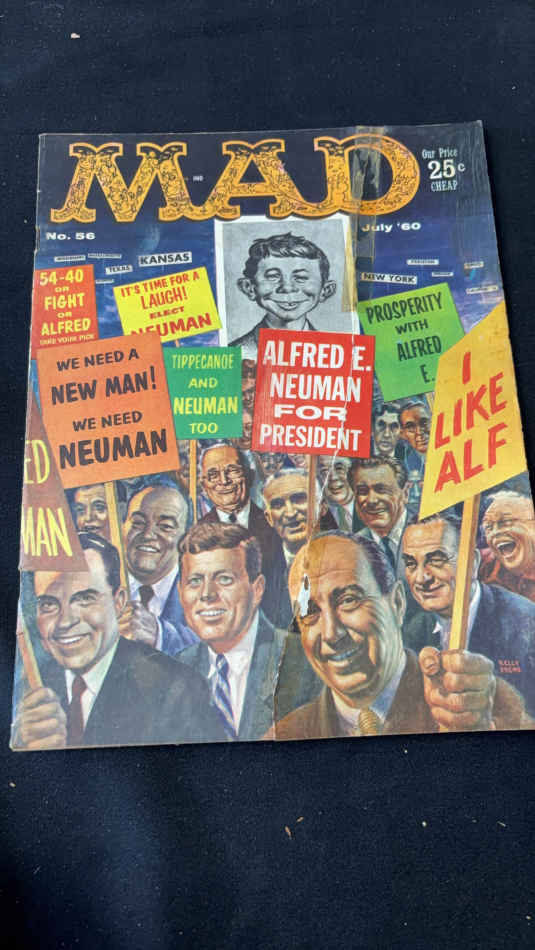 MAD
IND
Our Price
25c
CHEAP
No. 56
July '60
TEXAS
KANSAS
NEW YORK
54-40
OR
FIGHT
OR
ALFRED
TAKE YOUR PICK
IT'S TIME FOR A
LAUGH!
ELECT
NEUMAN
PROSPERITY
WITH
ALFRED
E.
WE NEED A
NEW MAN!
WE NEED
NEUMAN
TIPPECANOE
AND
NEUMAN
TOO
ALFRED E.
NEUMAN
FOR
PRESIDENT
I
LIKE
ALF
ED
MAN
KELLY
FREAS